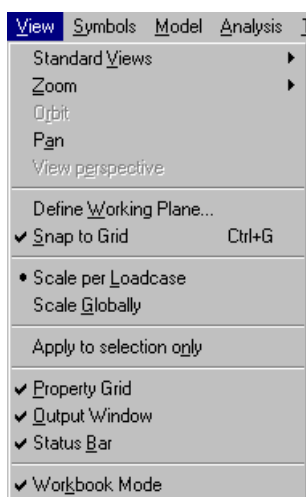 View Symbols Model Analysis
Standard Views
Zoom
Orbit
Pan
View perspective
Define Working Plane...
Snap to Grid Ctrl+G
Scale per Loadcase
Scale Globally
Apply to selection only
Property Grid
Output Window
Status Bar
Workbook Mode